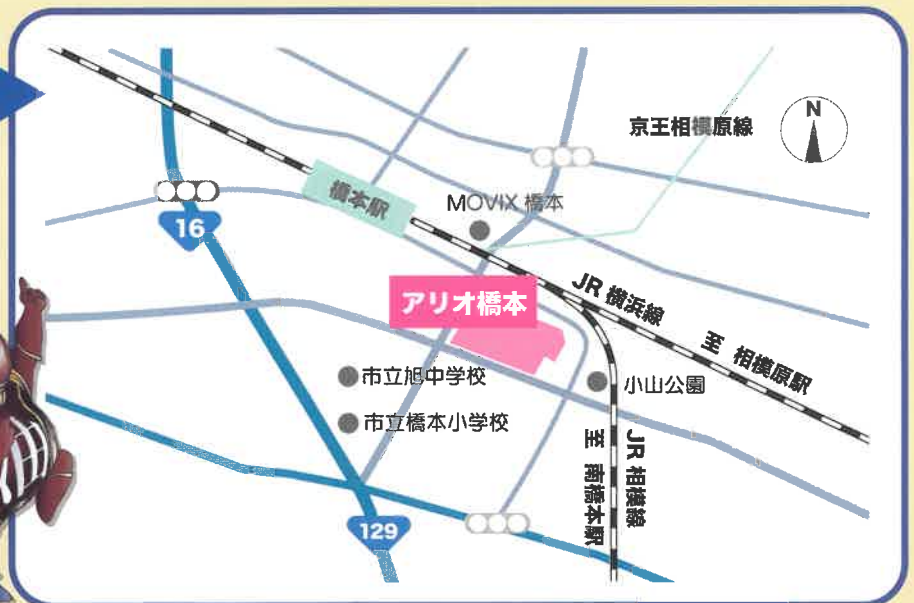 京王相模原線
N
橋本駅
MOVIX 橋本
16
アリオ橋本
JR 横浜線
至 相模原駅
市立旭中学校
小山公園
市立橋本小学校
JR 相模線
至 南橋本駅
129